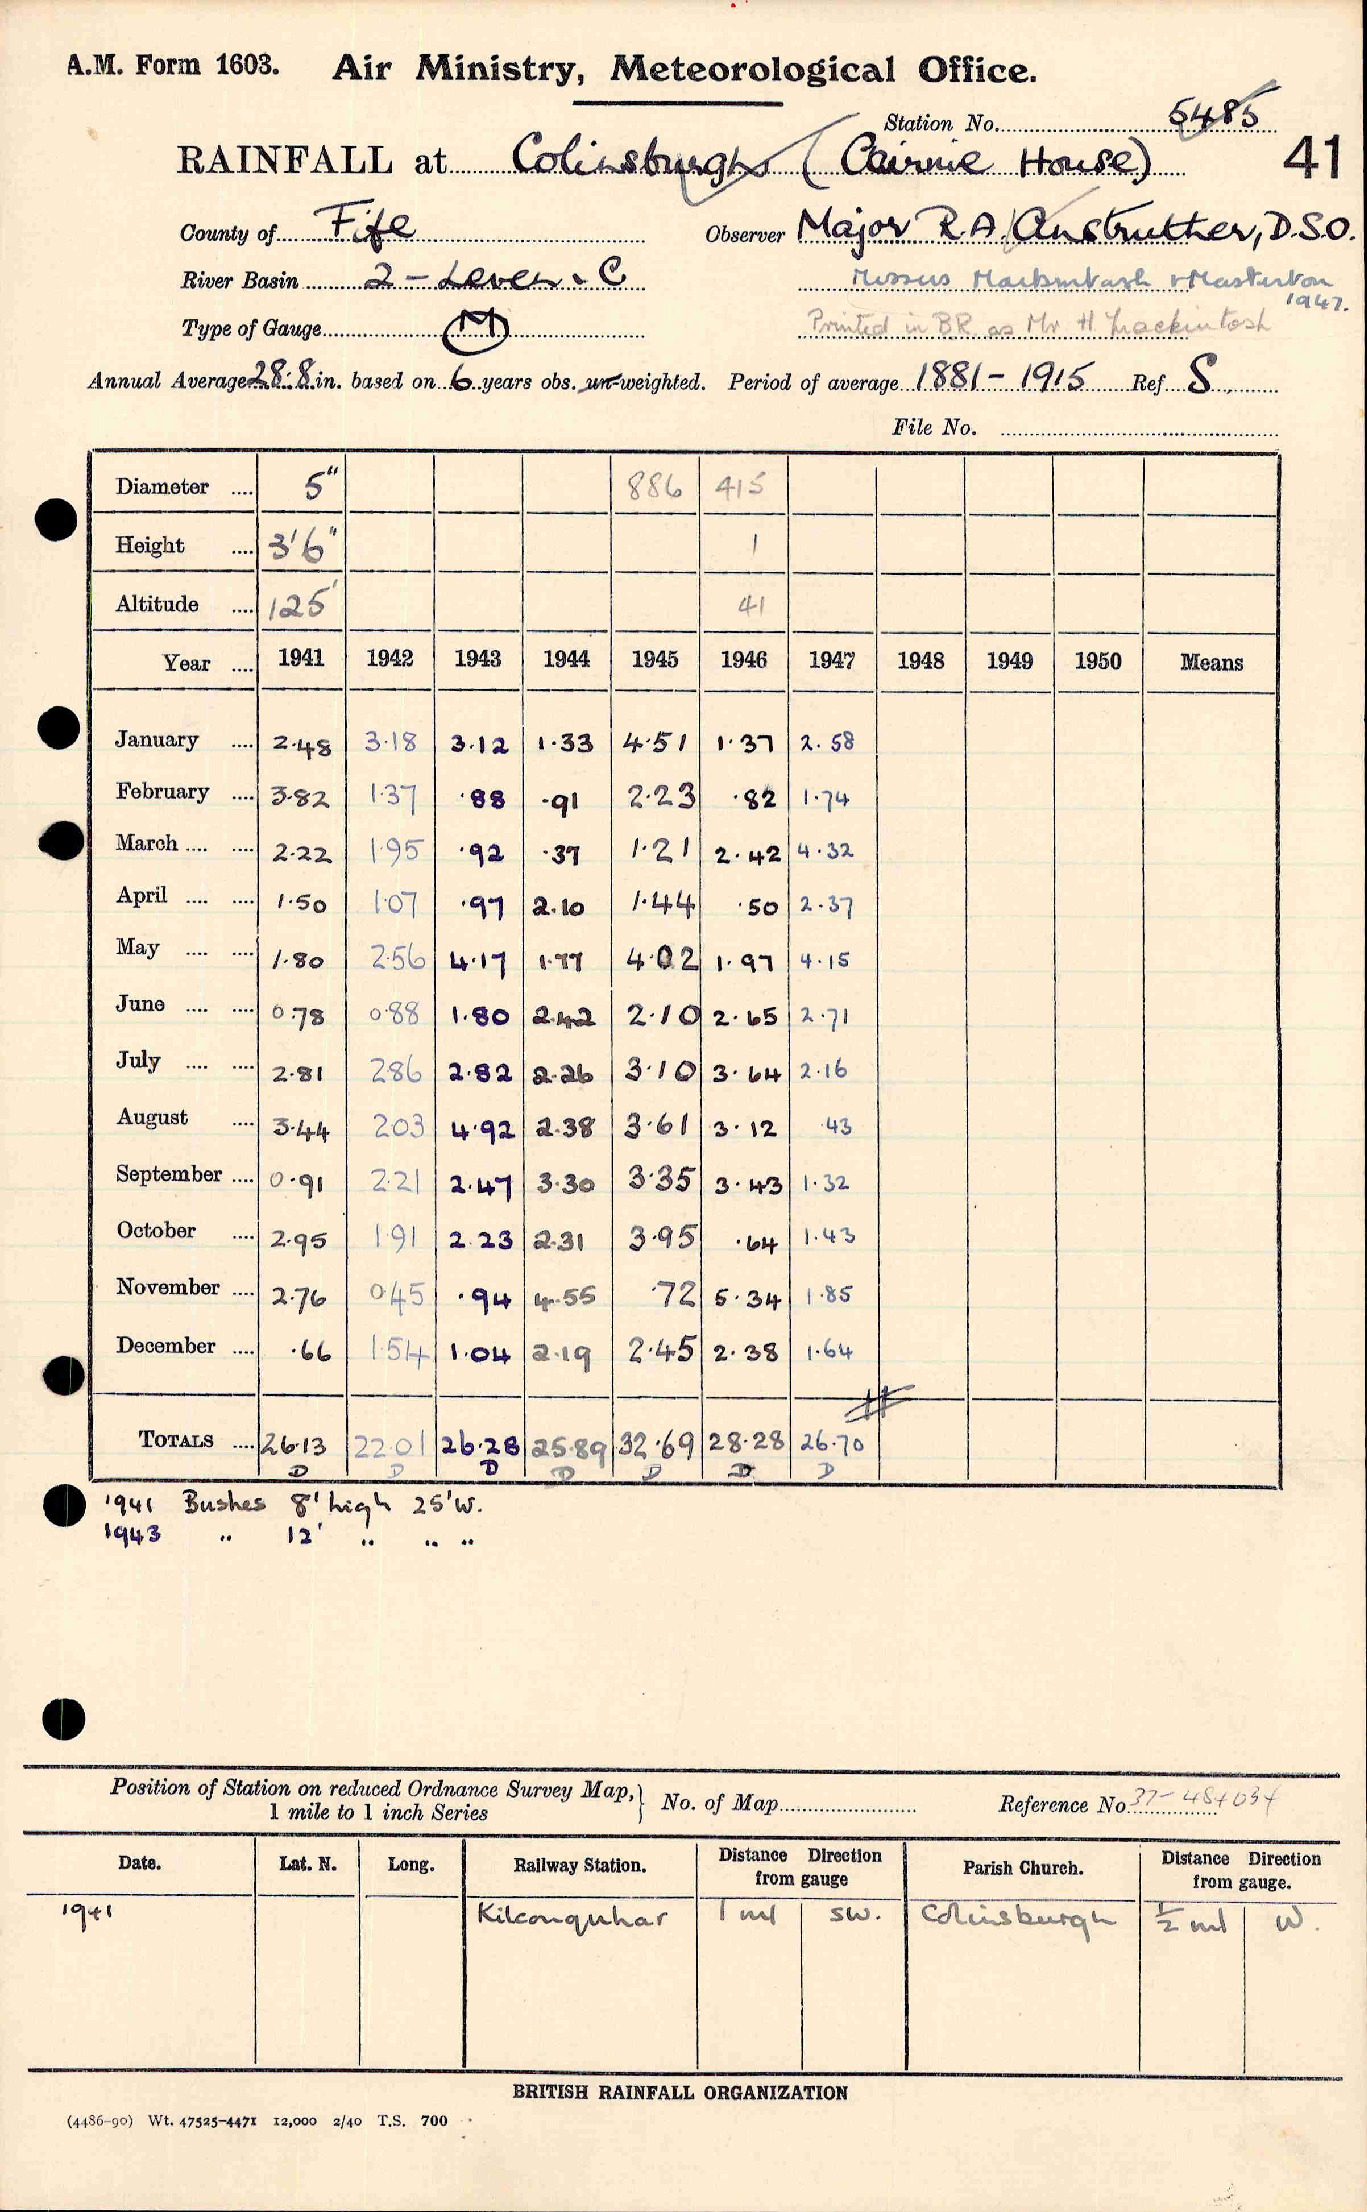 A.M. Form 1603. Air Ministry, Meteorological Office.
Station No. 5485
RAINFALL at Colinsburgh (Cairnie House) 41
County of Fife Observer Major R.A. Anstruther, D.S.O.
River Basin 2 - Leven . C Messrs Mackintosh & Masterton
1947.
Type of Gauge M Printed in B.R. as Mr. H. Mackintosh
Annual Average 28.8 in. based on 6 years obs. un-weighted. Period of average 1881 - 1915 Ref S
File No.
Diameter .... 5" 886 415
Height .... 3'6" 1
Altitude .... 125' 41
Year .... 1941 1942 1943 1944 1945 1946 1947 1948 1949 1950 Means
January .... 2.48 3.18 3.12 1.33 4.51 1.37 2.58
February .... 3.82 1.37 .88 .91 2.23 .82 1.74
March .... .... 2.22 1.95 .92 .37 1.21 2.42 4.32
April .... .... 1.50 1.07 .97 2.10 1.44 .50 2.37
May .... .... 1.80 2.56 4.17 1.77 4.02 1.97 4.15
June .... .... 0.78 0.88 1.80 2.42 2.10 2.65 2.71
July .... .... 2.81 2.86 2.82 2.26 3.10 3.64 2.16
August .... 3.44 2.03 4.92 2.38 3.61 3.12 .43
September .... 0.91 2.21 2.47 3.30 3.35 3.43 1.32
October .... 2.95 1.91 2.23 2.31 3.95 .64 1.43
November .... 2.76 0.45 .94 4.55 .72 5.34 1.85
December .... .66 1.54 1.04 2.19 2.45 2.38 1.64
TOTALS .... 26.13 22.01 26.28 25.89 32.69 28.28 26.70
D D D D D D D
1941 Bushes 8' high 25' W.
1943 " 12' " " "
Position of Station on reduced Ordnance Survey Map,
1 mile to 1 inch Series
No. of Map Reference No. 37-484034
Date. Lat. N. Long. Railway Station. Distance Direction from gauge Parish Church. Distance Direction from gauge.
1941 Kilconquhar 1 ml SW. Colinsburgh ½ ml W.
BRITISH RAINFALL ORGANIZATION
(4486-90) Wt. 47525-4471 12,000 2/40 T.S. 700